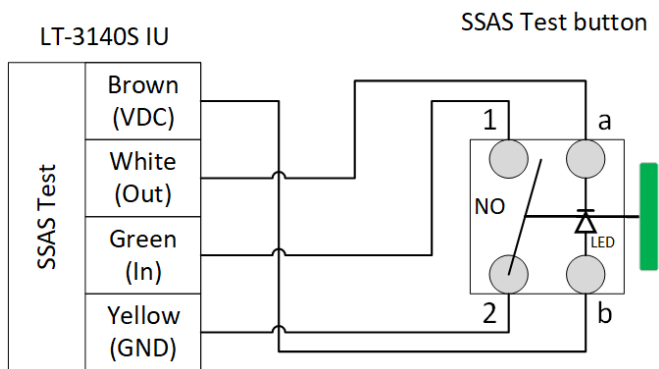 SSAS Test button
LT-3140S IU
SSAS Test
Brown
(VDC)
White
(Out)
Green
(In)
Yellow
(GND)
1
a
NO
LED
2
b